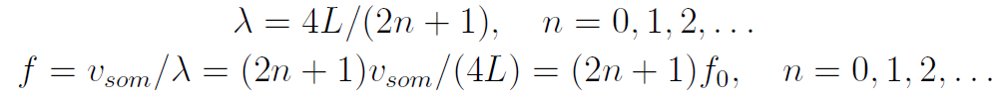 λ = 4L/(2n + 1), n = 0, 1, 2, . . .
f = v_som/λ = (2n + 1)v_som/(4L) = (2n + 1)f_0, n = 0, 1, 2, . . .